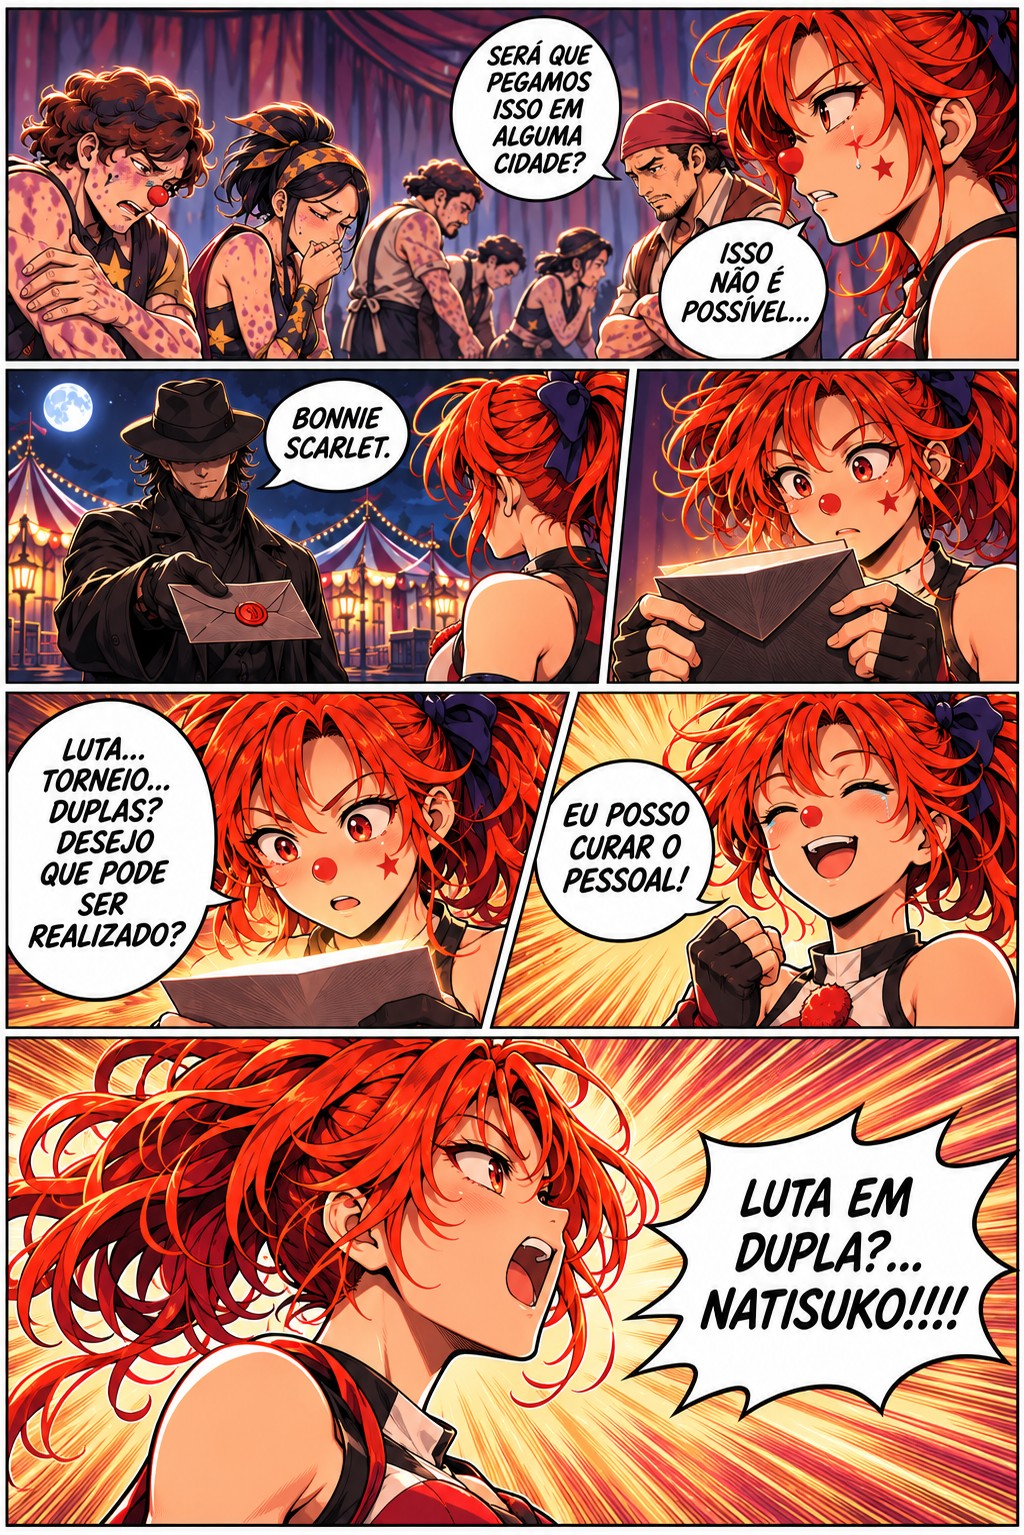 SERÁ QUE
PEGAMOS
ISSO EM
ALGUMA
CIDADE?
ISSO
NÃO É
POSSÍVEL...
BONNIE
SCARLET.
LUTA...
TORNEIO...
DUPLAS?
DESEJO
QUE PODE
SER
REALIZADO?
EU POSSO
CURAR O
PESSOAL!
LUTA EM
DUPLA?...
NATISUKO!!!!